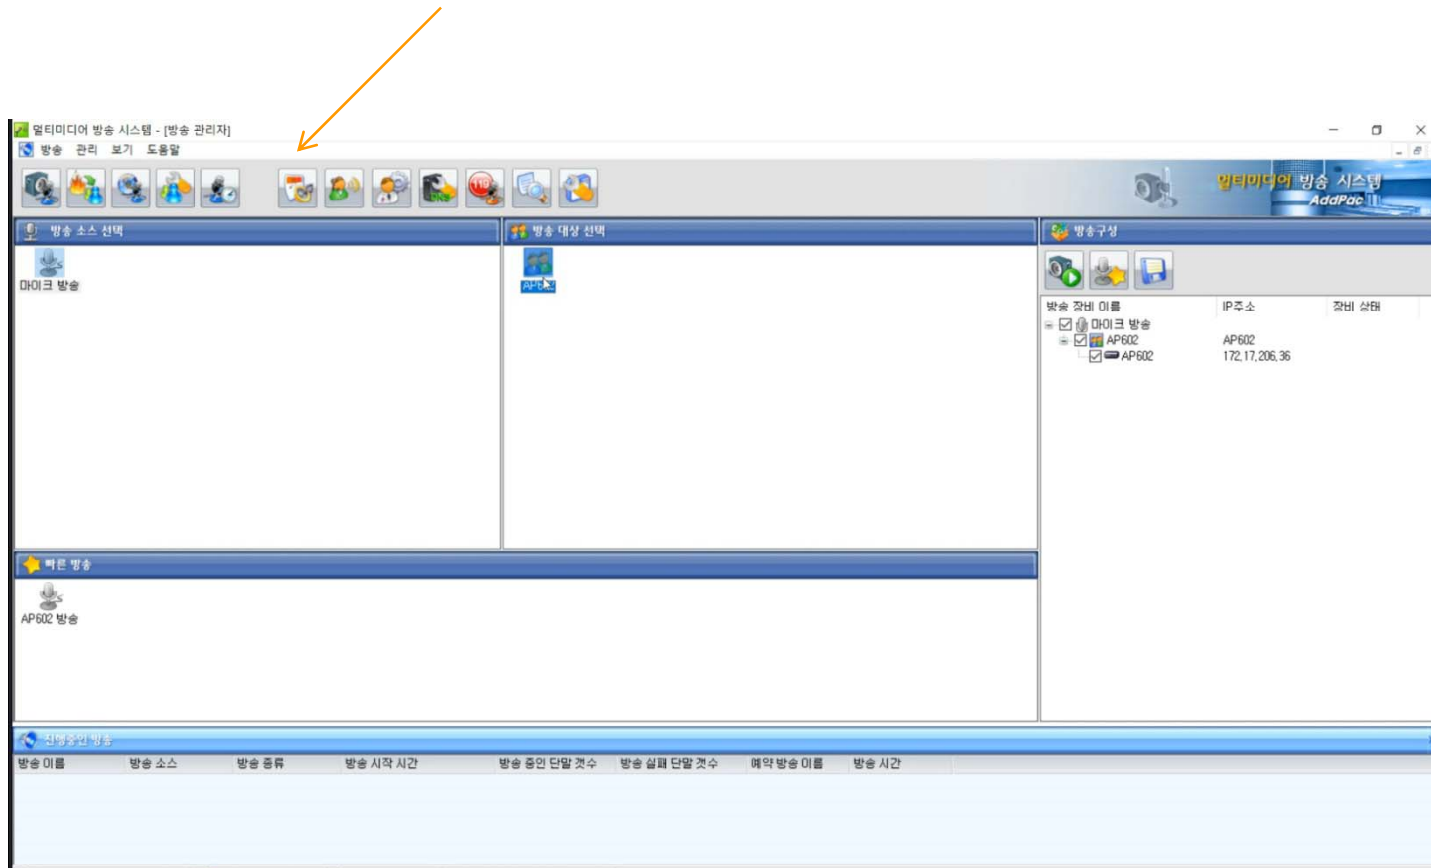 멀티미디어 방송 시스템 - [방송 관리자]
방송 관리 보기 도움말
멀티미디어 방송 시스템
AddPac
방송 소스 선택
방송 대상 선택
방송구성
마이크 방송
AP602
방송 장비 이름 IP주소 장비 상태
마이크 방송
AP602 AP602
AP602 172,17,206,36
빠른 방송
AP602 방송
진행중인 방송
방송 이름 방송 소스 방송 종류 방송 시작 시간 방송 중인 단말 갯수 방송 실패 단말 갯수 예약 방송 이름 방송 시간